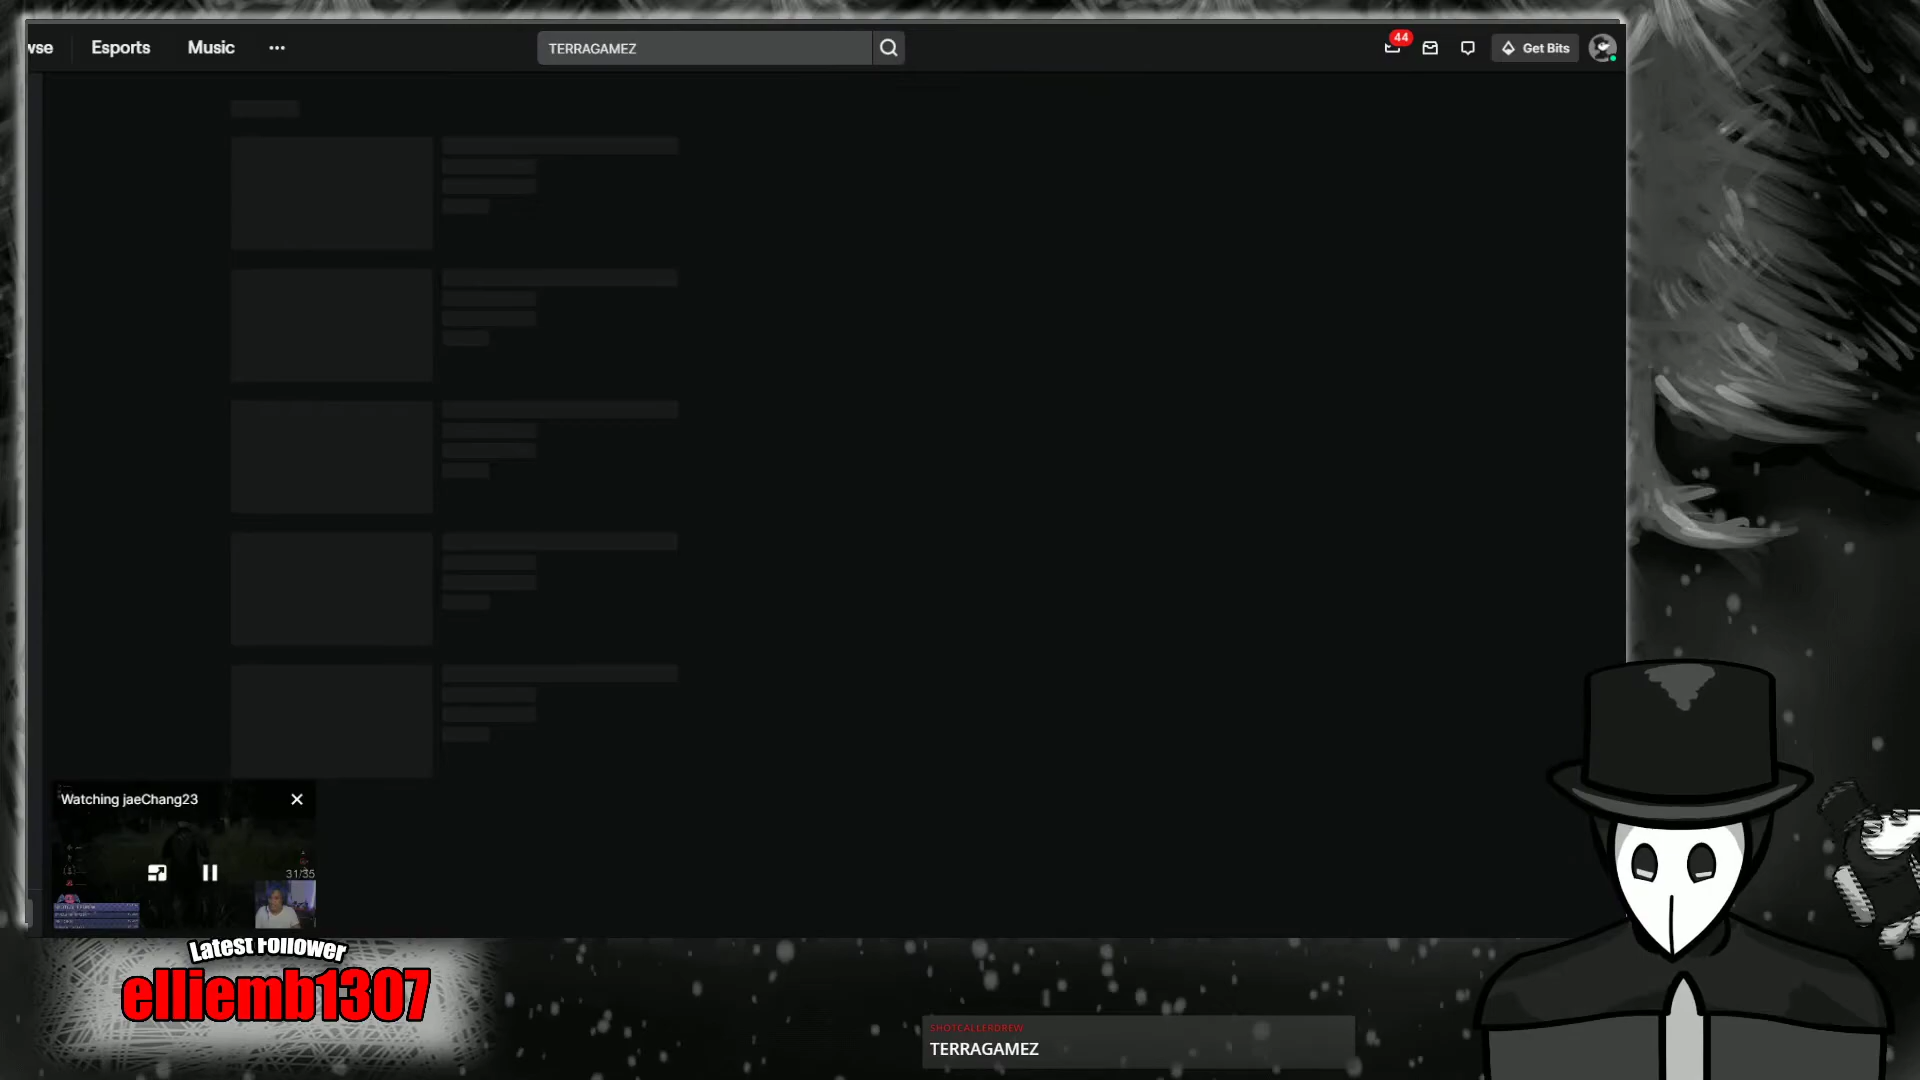 wse Esports Music ··· TERRAGAMEZ 44 Get Bits
Watching jaeChang23
31/35
Latest Follower
elliemb1307
SHOTCALLERDREW
TERRAGAMEZ